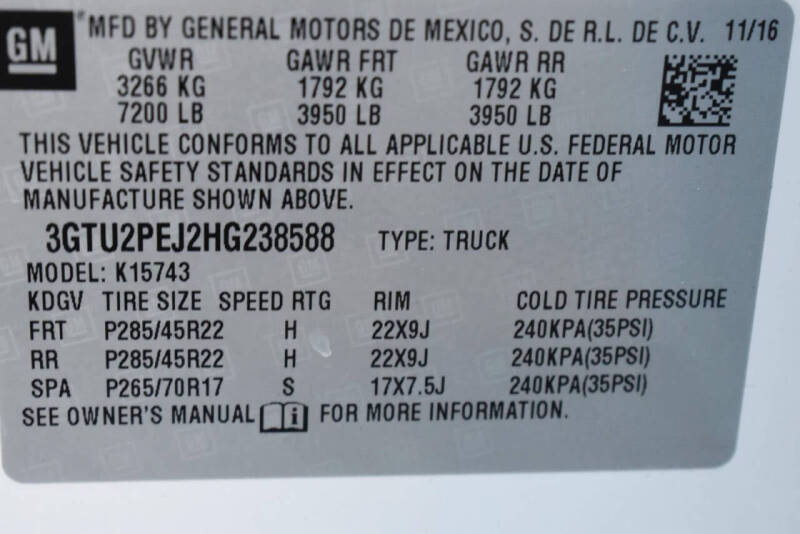 GM
MFD BY GENERAL MOTORS DE MEXICO, S. DE R.L. DE C.V. 11/16
GVWR GAWR FRT GAWR RR
3266 KG 1792 KG 1792 KG
7200 LB 3950 LB 3950 LB
THIS VEHICLE CONFORMS TO ALL APPLICABLE U.S. FEDERAL MOTOR
VEHICLE SAFETY STANDARDS IN EFFECT ON THE DATE OF
MANUFACTURE SHOWN ABOVE.
3GTU2PEJ2HG238588 TYPE: TRUCK
MODEL: K15743
KDGV TIRE SIZE SPEED RTG RIM COLD TIRE PRESSURE
FRT P285/45R22 H 22X9J 240KPA(35PSI)
RR P285/45R22 H 22X9J 240KPA(35PSI)
SPA P265/70R17 S 17X7.5J 240KPA(35PSI)
SEE OWNER'S MANUAL i FOR MORE INFORMATION.